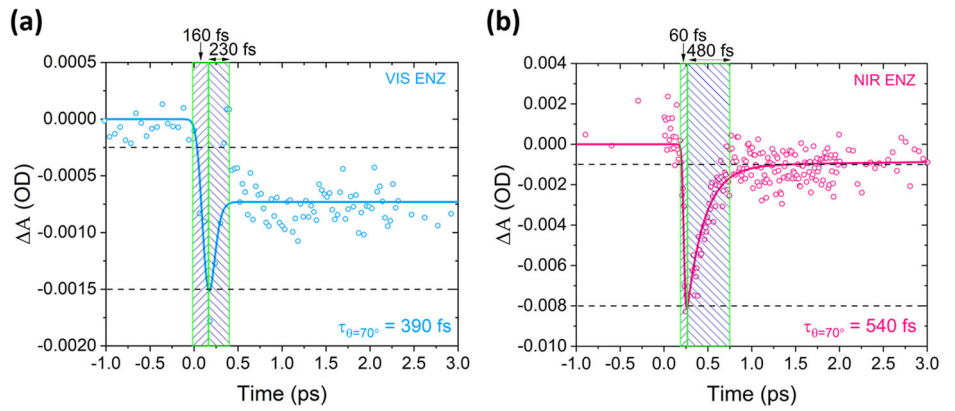 (a)
160 fs
230 fs
VIS ENZ
0.0005
0.0000
-0.0005
-0.0010
-0.0015
-0.0020
ΔA (OD)
τθ=70° = 390 fs
-1.0 -0.5 0.0 0.5 1.0 1.5 2.0 2.5 3.0
Time (ps)
(b)
60 fs
480 fs
NIR ENZ
0.004
0.002
0.000
-0.002
-0.004
-0.006
-0.008
-0.010
ΔA (OD)
τθ=70° = 540 fs
-1.0 -0.5 0.0 0.5 1.0 1.5 2.0 2.5 3.0
Time (ps)